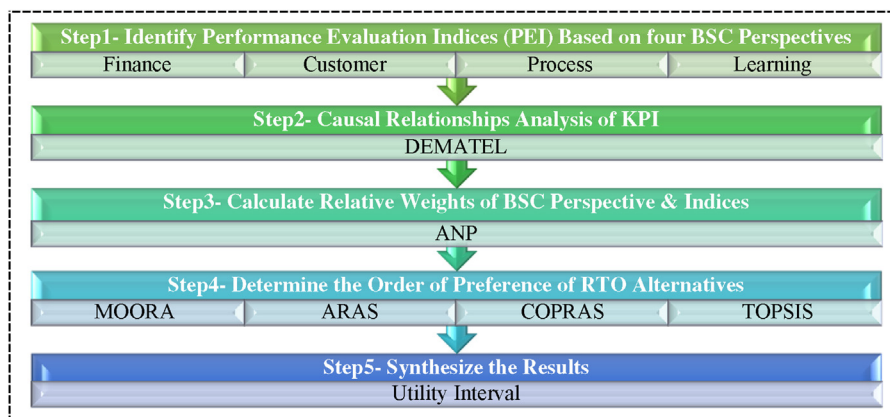 Step1- Identify Performance Evaluation Indices (PEI) Based on four BSC Perspectives
Finance Customer Process Learning
Step2- Causal Relationships Analysis of KPI
DEMATEL
Step3- Calculate Relative Weights of BSC Perspective & Indices
ANP
Step4- Determine the Order of Preference of RTO Alternatives
MOORA ARAS COPRAS TOPSIS
Step5- Synthesize the Results
Utility Interval